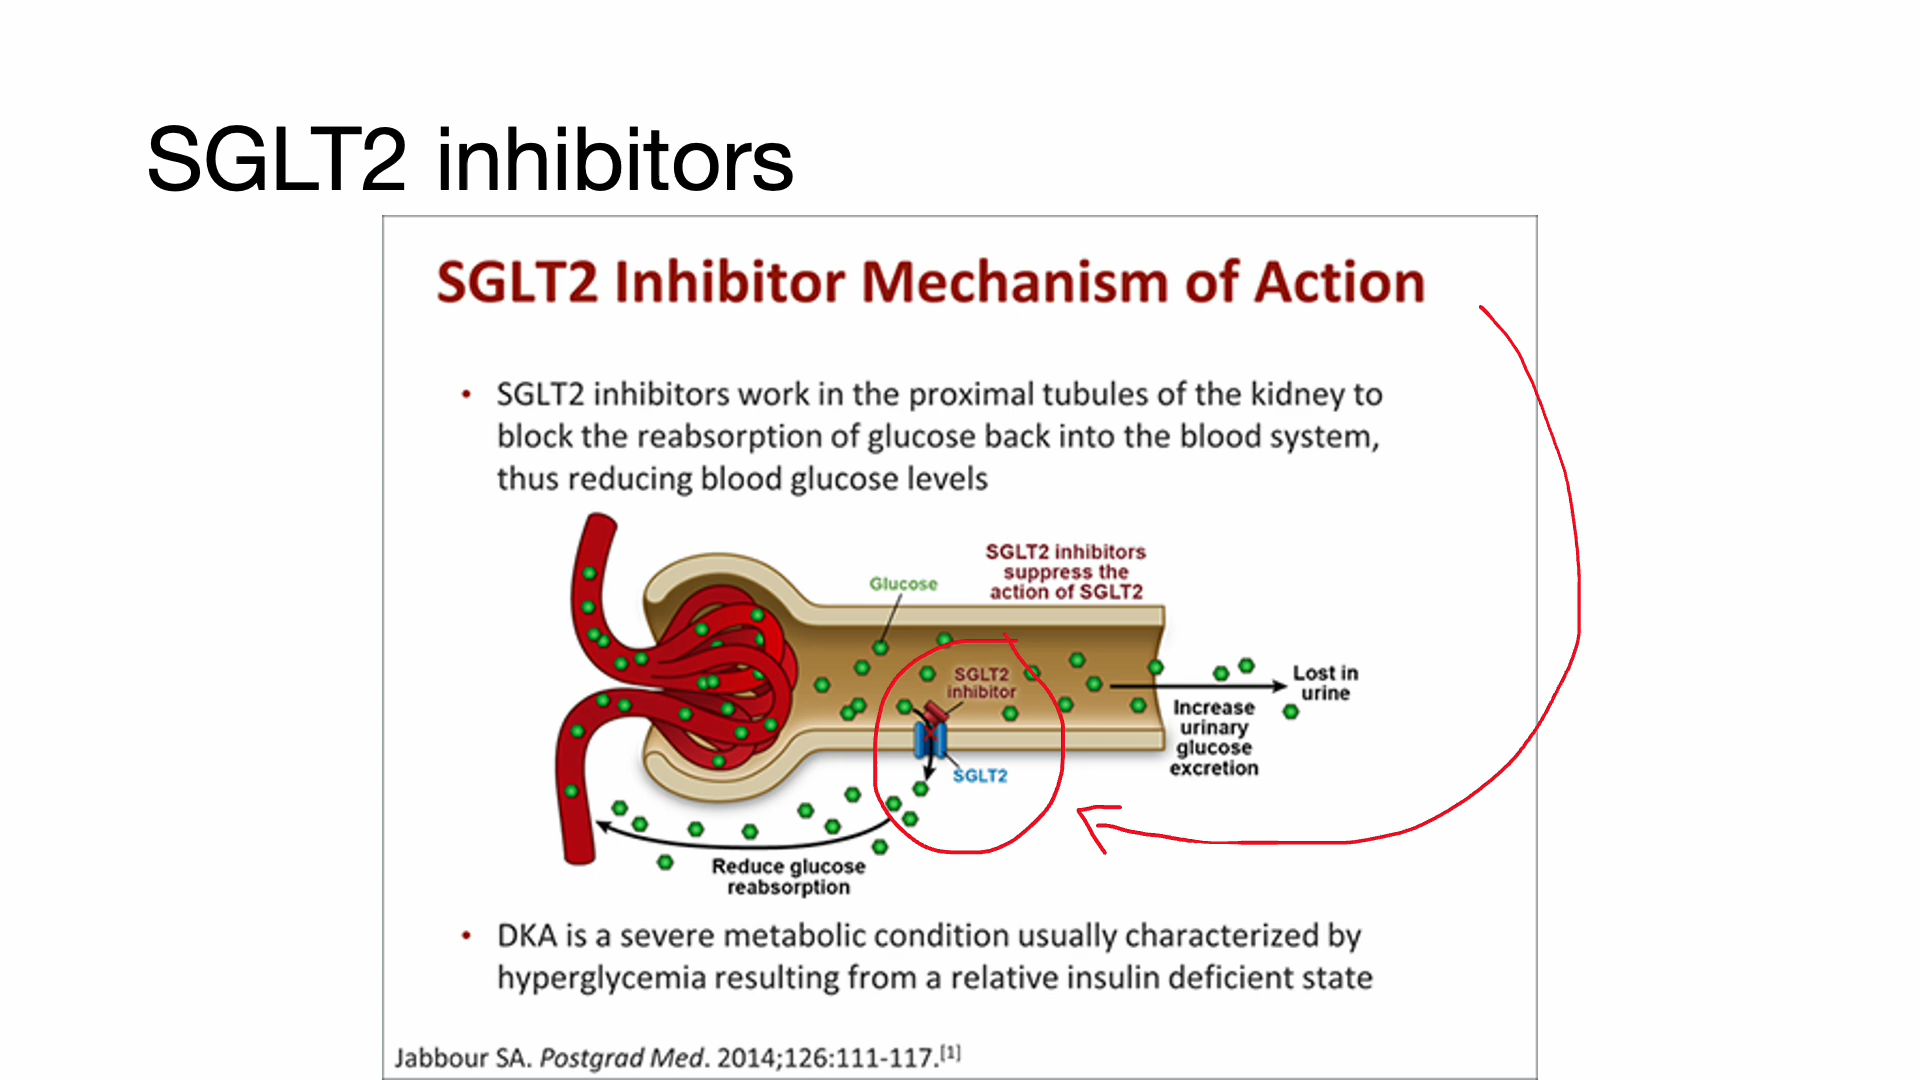 SGLT2 inhibitors
SGLT2 Inhibitor Mechanism of Action
• SGLT2 inhibitors work in the proximal tubules of the kidney to
block the reabsorption of glucose back into the blood system,
thus reducing blood glucose levels
SGLT2 inhibitors
suppress the
action of SGLT2
Glucose
SGLT2
inhibitor
SGLT2
Lost in
urine
Increase
urinary
glucose
excretion
Reduce glucose
reabsorption
• DKA is a severe metabolic condition usually characterized by
hyperglycemia resulting from a relative insulin deficient state
Jabbour SA. Postgrad Med. 2014;126:111-117.[1]